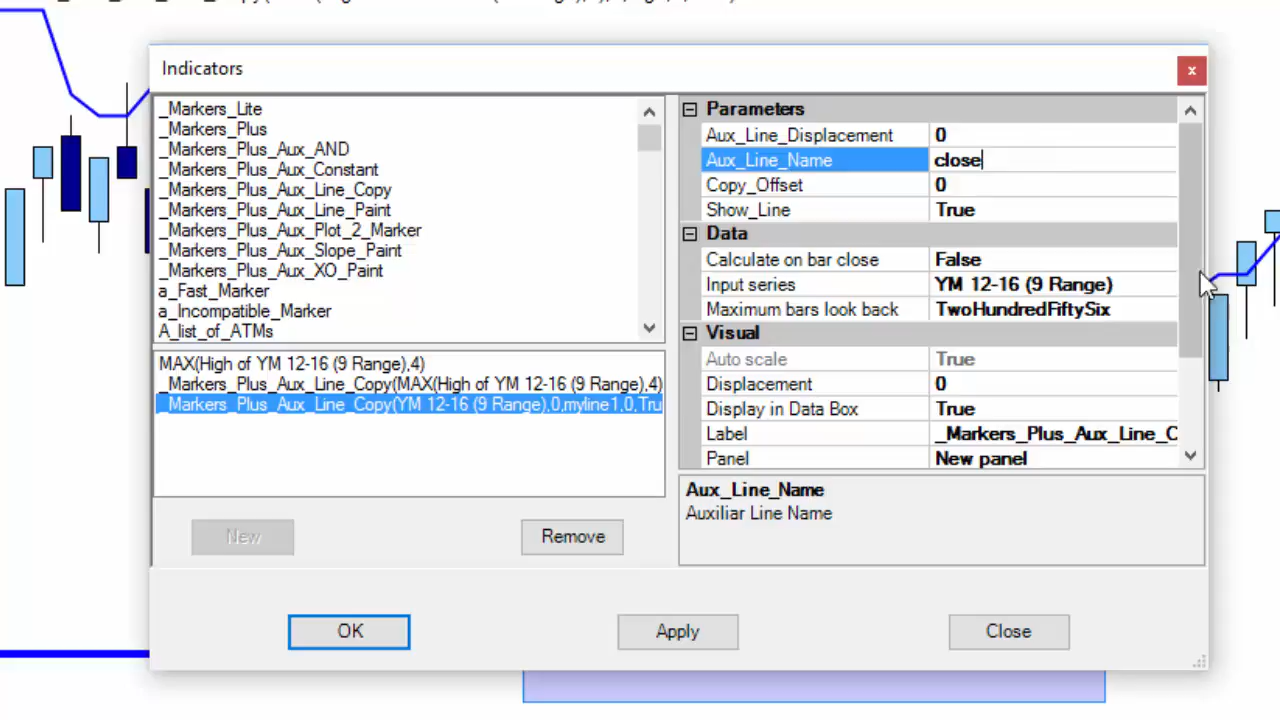 Indicators
x
_Markers_Lite
_Markers_Plus
_Markers_Plus_Aux_AND
_Markers_Plus_Aux_Constant
_Markers_Plus_Aux_Line_Copy
_Markers_Plus_Aux_Line_Paint
_Markers_Plus_Aux_Plot_2_Marker
_Markers_Plus_Aux_Slope_Paint
_Markers_Plus_Aux_XO_Paint
a_Fast_Marker
a_Incompatible_Marker
A_list_of_ATMs
MAX(High of YM 12-16 (9 Range),4)
_Markers_Plus_Aux_Line_Copy(MAX(High of YM 12-16 (9 Range),4)
_Markers_Plus_Aux_Line_Copy(YM 12-16 (9 Range),0,myline1,0,Tru
New
Remove
Parameters
Aux_Line_Displacement 0
Aux_Line_Name close
Copy_Offset 0
Show_Line True
Data
Calculate on bar close False
Input series YM 12-16 (9 Range)
Maximum bars look back TwoHundredFiftySix
Visual
Auto scale True
Displacement 0
Display in Data Box True
Label _Markers_Plus_Aux_Line_C
Panel New panel
Aux_Line_Name
Auxiliar Line Name
OK
Apply
Close